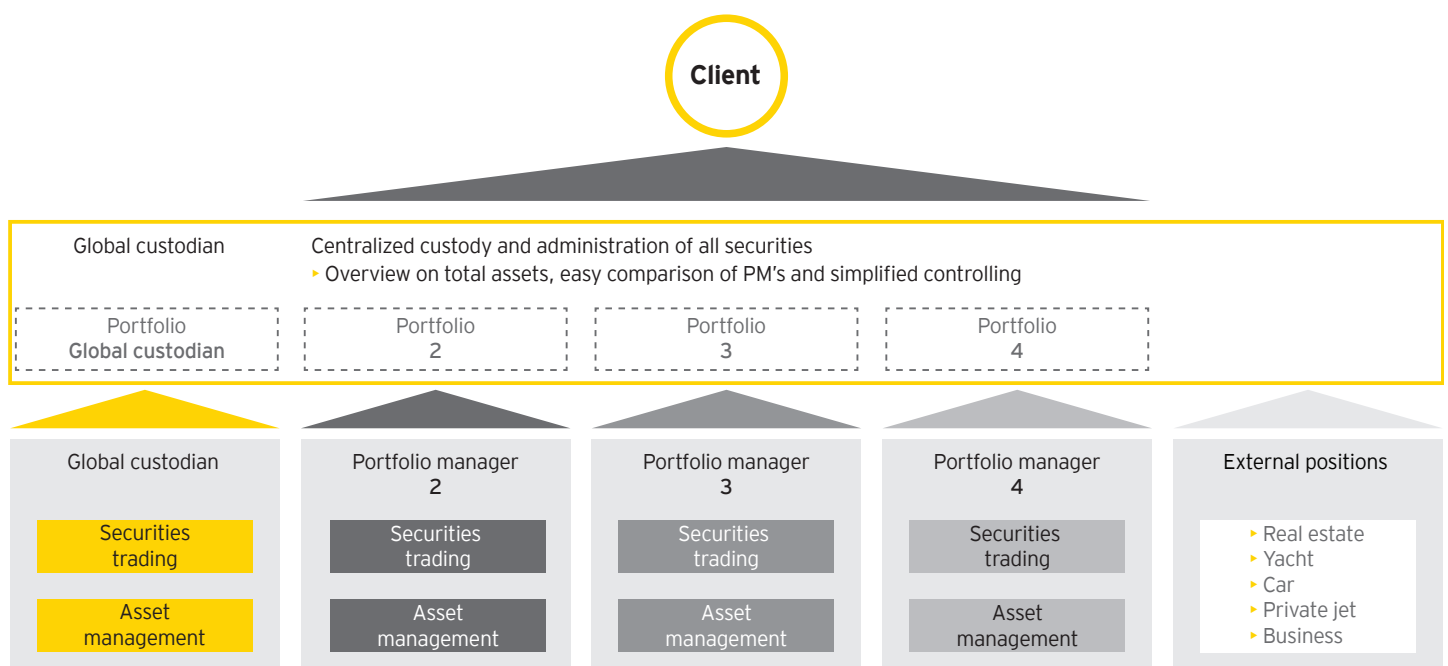 Client
Global custodian
Centralized custody and administration of all securities
‣ Overview on total assets, easy comparison of PM's and simplified controlling
Portfolio
Global custodian
Portfolio
2
Portfolio
3
Portfolio
4
Global custodian
Securities
trading
Asset
management
Portfolio manager
2
Securities
trading
Asset
management
Portfolio manager
3
Securities
trading
Asset
management
Portfolio manager
4
Securities
trading
Asset
management
External positions
‣ Real estate
‣ Yacht
‣ Car
‣ Private jet
‣ Business